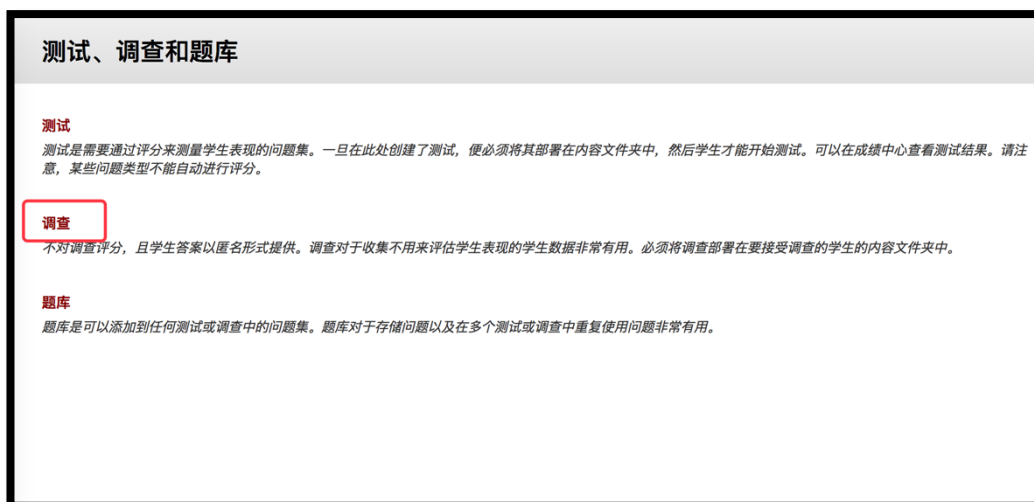 测试、调查和题库
测试
测试是需要通过评分来测量学生表现的问题集。一旦在此处创建了测试，便必须将其部署在内容文件夹中，然后学生才能开始测试。可以在成绩中心查看测试结果。请注
意，某些问题类型不能自动进行评分。
调查
不对调查评分，且学生答案以匿名形式提供。调查对于收集不用来评估学生表现的学生数据非常有用。必须将调查部署在要接受调查的学生的内容文件夹中。
题库
题库是可以添加到任何测试或调查中的问题集。题库对于存储问题以及在多个测试或调查中重复使用问题非常有用。